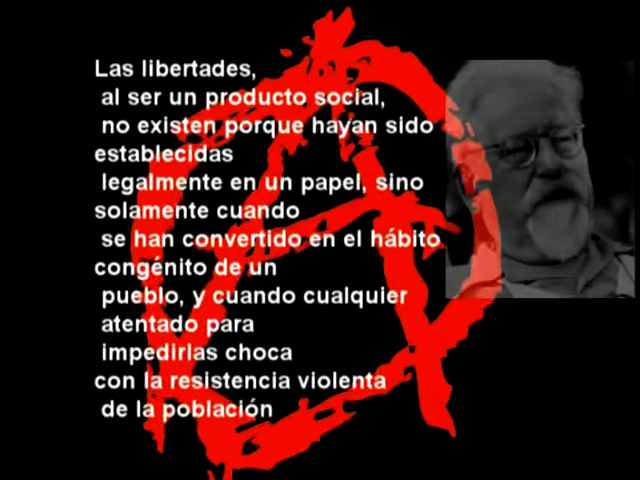 Las libertades,
al ser un producto social,
no existen porque hayan sido
establecidas
legalmente en un papel, sino
solamente cuando
se han convertido en el hábito
congénito de un
pueblo, y cuando cualquier
atentado para
impedirlas choca
con la resistencia violenta
de la población